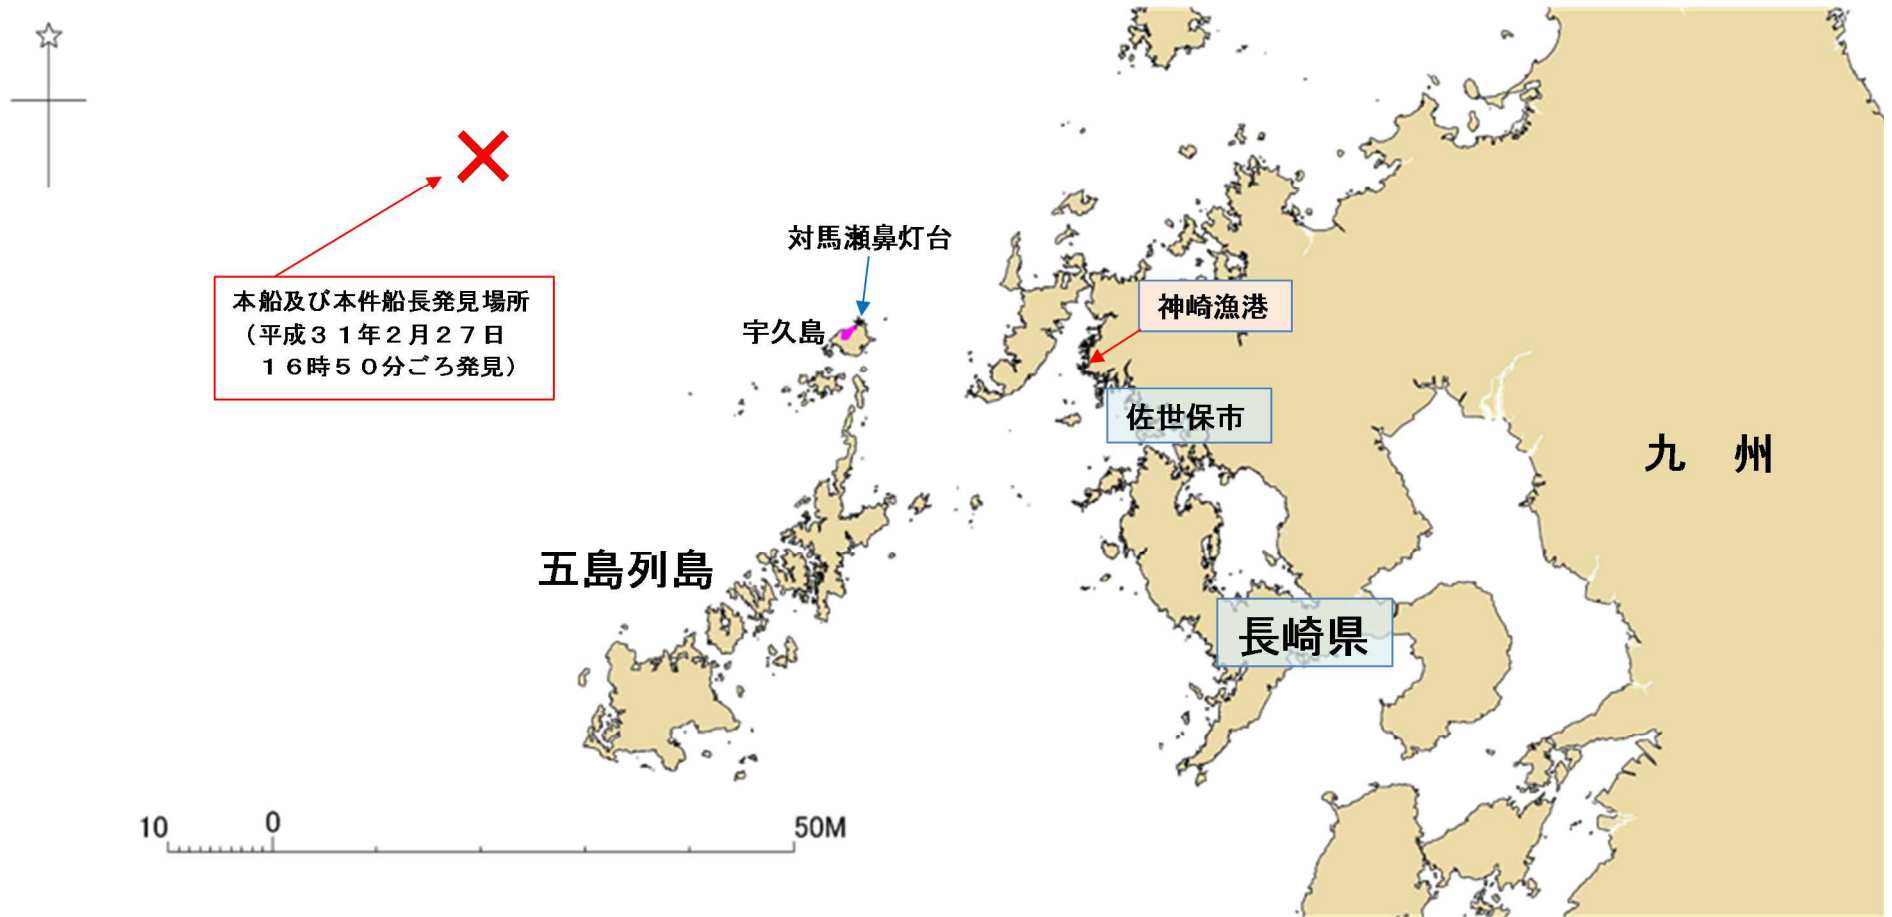 対馬瀬鼻灯台
本船及び本件船長発見場所
(平成31年2月27日
16時50分ごろ発見)
宇久島
神崎漁港
佐世保市
九 州
五島列島
長崎県
10
0
50M